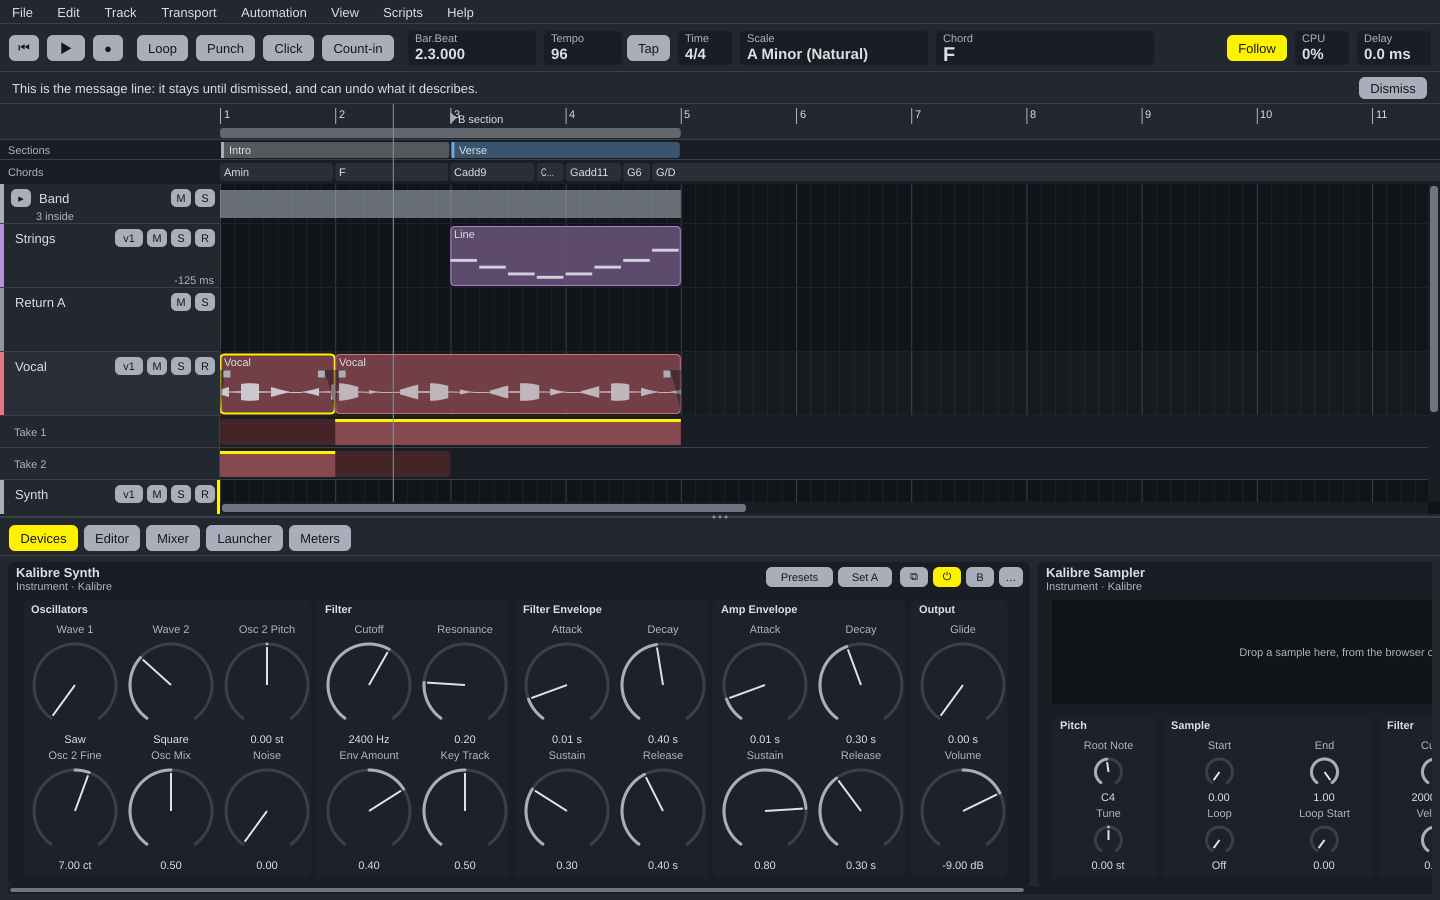 File Edit Track Transport Automation View Scripts Help
Loop Punch Click Count-in Bar.Beat 2.3.000 Tempo 96 Tap Time 4/4 Scale A Minor (Natural) Chord F Follow CPU 0% Delay 0.0 ms
This is the message line: it stays until dismissed, and can undo what it describes. Dismiss
1 2 3 B section 4 5 6 7 8 9 10 11
Sections Intro Verse
Chords Amin F Cadd9 C... Gadd11 G6 G/D
Band M S
3 inside
Strings v1 M S R Line
-125 ms
Return A M S
Vocal v1 M S R Vocal Vocal
Take 1
Take 2
Synth v1 M S R
Devices Editor Mixer Launcher Meters
Kalibre Synth Presets Set A B ... Kalibre Sampler
Instrument · Kalibre Instrument · Kalibre
Oscillators Filter Filter Envelope Amp Envelope Output
Wave 1 Wave 2 Osc 2 Pitch Cutoff Resonance Attack Decay Attack Decay Glide
Drop a sample here, from the browser
Saw Square 0.00 st 2400 Hz 0.20 0.01 s 0.40 s 0.01 s 0.30 s 0.00 s
Pitch Sample Filter
Osc 2 Fine Osc Mix Noise Env Amount Key Track Sustain Release Sustain Release Volume
Root Note Start End
C4 0.00 1.00
Tune Loop Loop Start
7.00 ct 0.50 0.00 0.40 0.50 0.30 0.40 s 0.80 0.30 s -9.00 dB
0.00 st Off 0.00